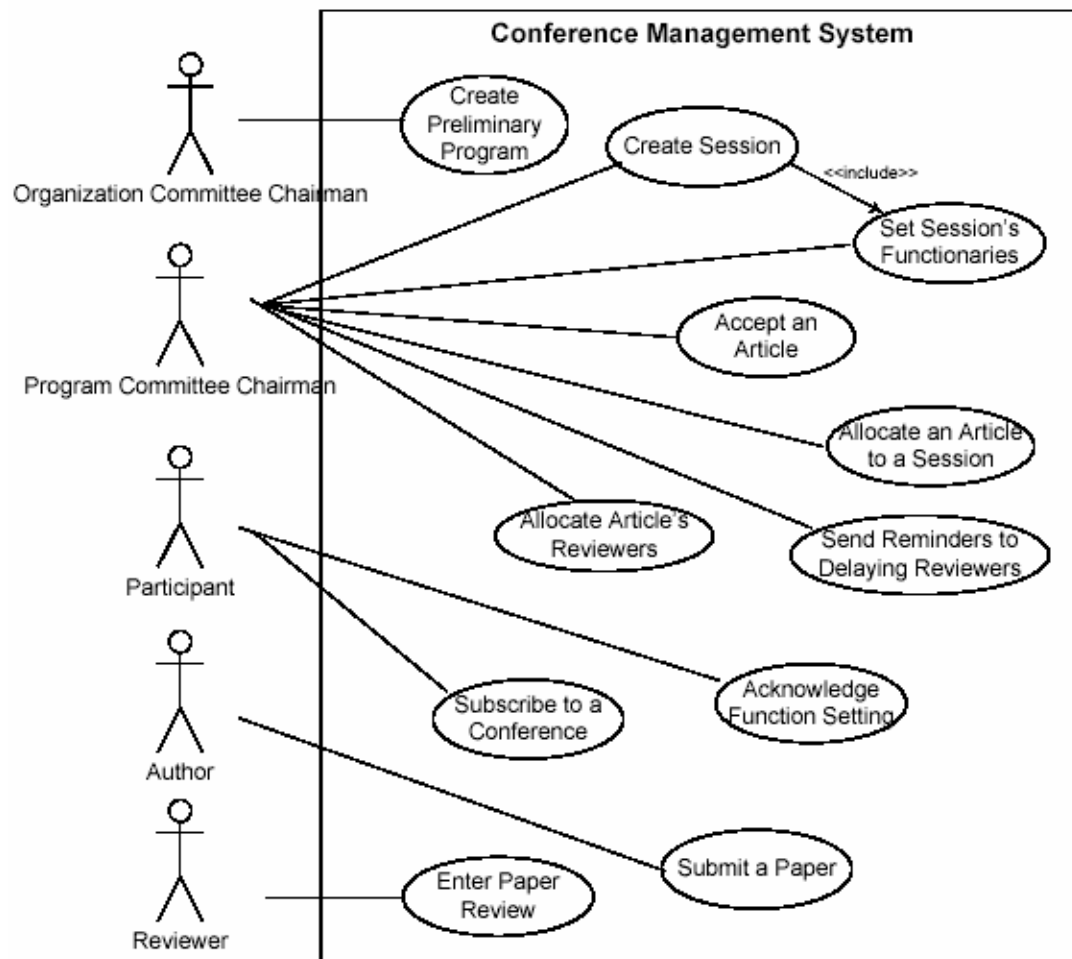 Conference Management System
Create
Preliminary
Program
Organization Committee Chairman
Create Session
<<include>>
Set Session's
Functionaries
Program Committee Chairman
Accept an
Article
Allocate an Article
to a Session
Allocate Article's
Reviewers
Send Reminders to
Delaying Reviewers
Participant
Subscribe to a
Conference
Acknowledge
Function Setting
Author
Submit a Paper
Enter Paper
Review
Reviewer